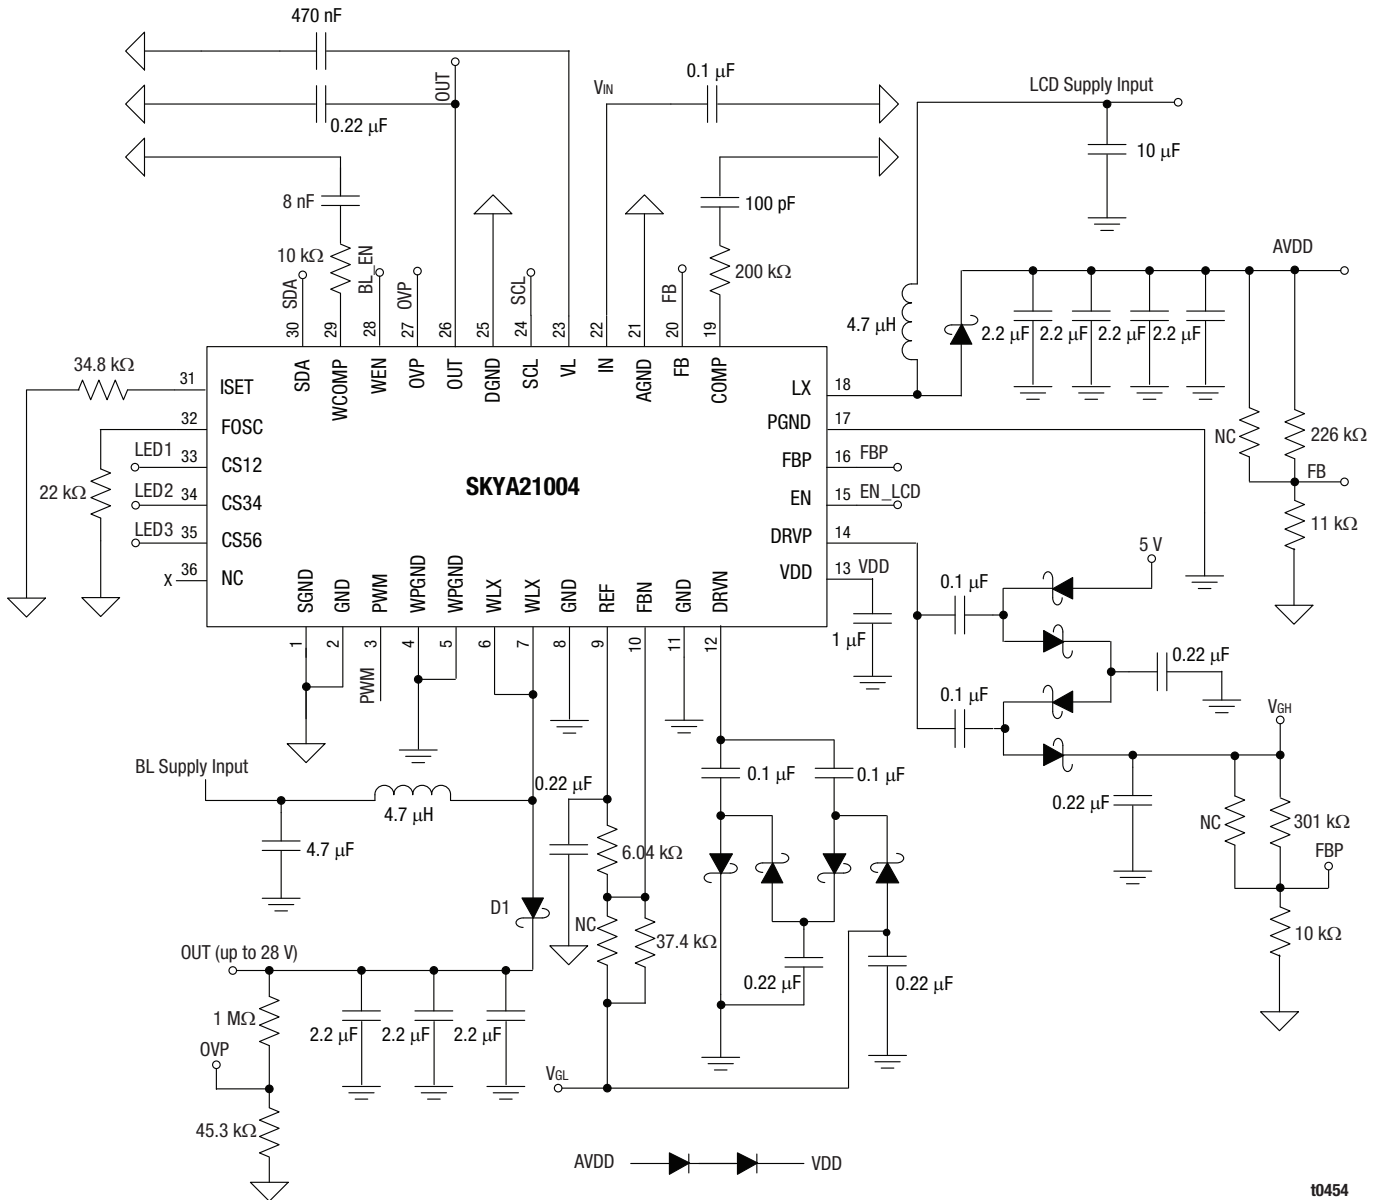 470 nF
OUT
0.22 µF
VIN
0.1 µF
LCD Supply Input
10 µF
8 nF
100 pF
10 kΩ
200 kΩ
SDA
BL_EN
OVP
SCL
FB
AVDD
4.7 µH
2.2 µF
2.2 µF
2.2 µF
2.2 µF
30
29
28
27
26
25
24
23
22
21
20
19
SDA
WCOMP
WEN
OVP
OUT
DGND
SCL
VL
IN
AGND
FB
COMP
34.8 kΩ
31
ISET
32
FOSC
LED1
33
CS12
22 kΩ
LED2
34
CS34
LED3
35
CS56
X
36
NC
SKYA21004
LX
18
PGND
17
FBP
16
FBP
EN
15
EN_LCD
DRVP
14
VDD
13
VDD
NC
226 kΩ
FB
11 kΩ
SGND
GND
PWM
WPGND
WPGND
WLX
WLX
GND
REF
FBN
GND
DRVN
1
2
3
4
5
6
7
8
9
10
11
12
PWM
1 µF
5 V
0.1 µF
0.22 µF
0.1 µF
VGH
0.22 µF
NC
301 kΩ
FBP
10 kΩ
BL Supply Input
4.7 µH
4.7 µF
0.22 µF
6.04 kΩ
0.1 µF
0.1 µF
D1
NC
37.4 kΩ
0.22 µF
0.22 µF
OUT (up to 28 V)
1 MΩ
2.2 µF
2.2 µF
2.2 µF
OVP
45.3 kΩ
VGL
AVDD
VDD
t0454